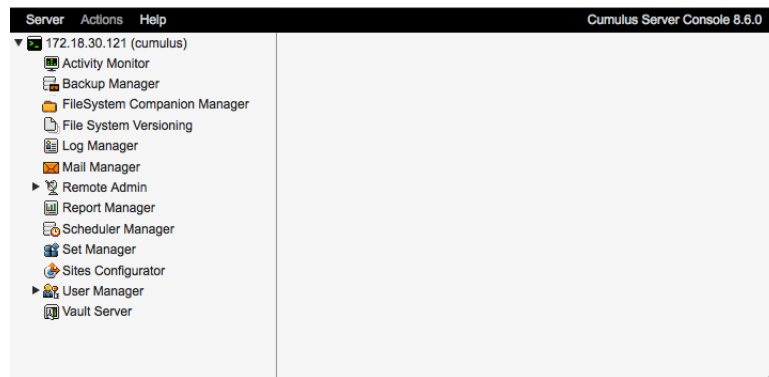 Server Actions Help Cumulus Server Console 8.6.0
172.18.30.121 (cumulus)
Activity Monitor
Backup Manager
FileSystem Companion Manager
File System Versioning
Log Manager
Mail Manager
Remote Admin
Report Manager
Scheduler Manager
Set Manager
Sites Configurator
User Manager
Vault Server